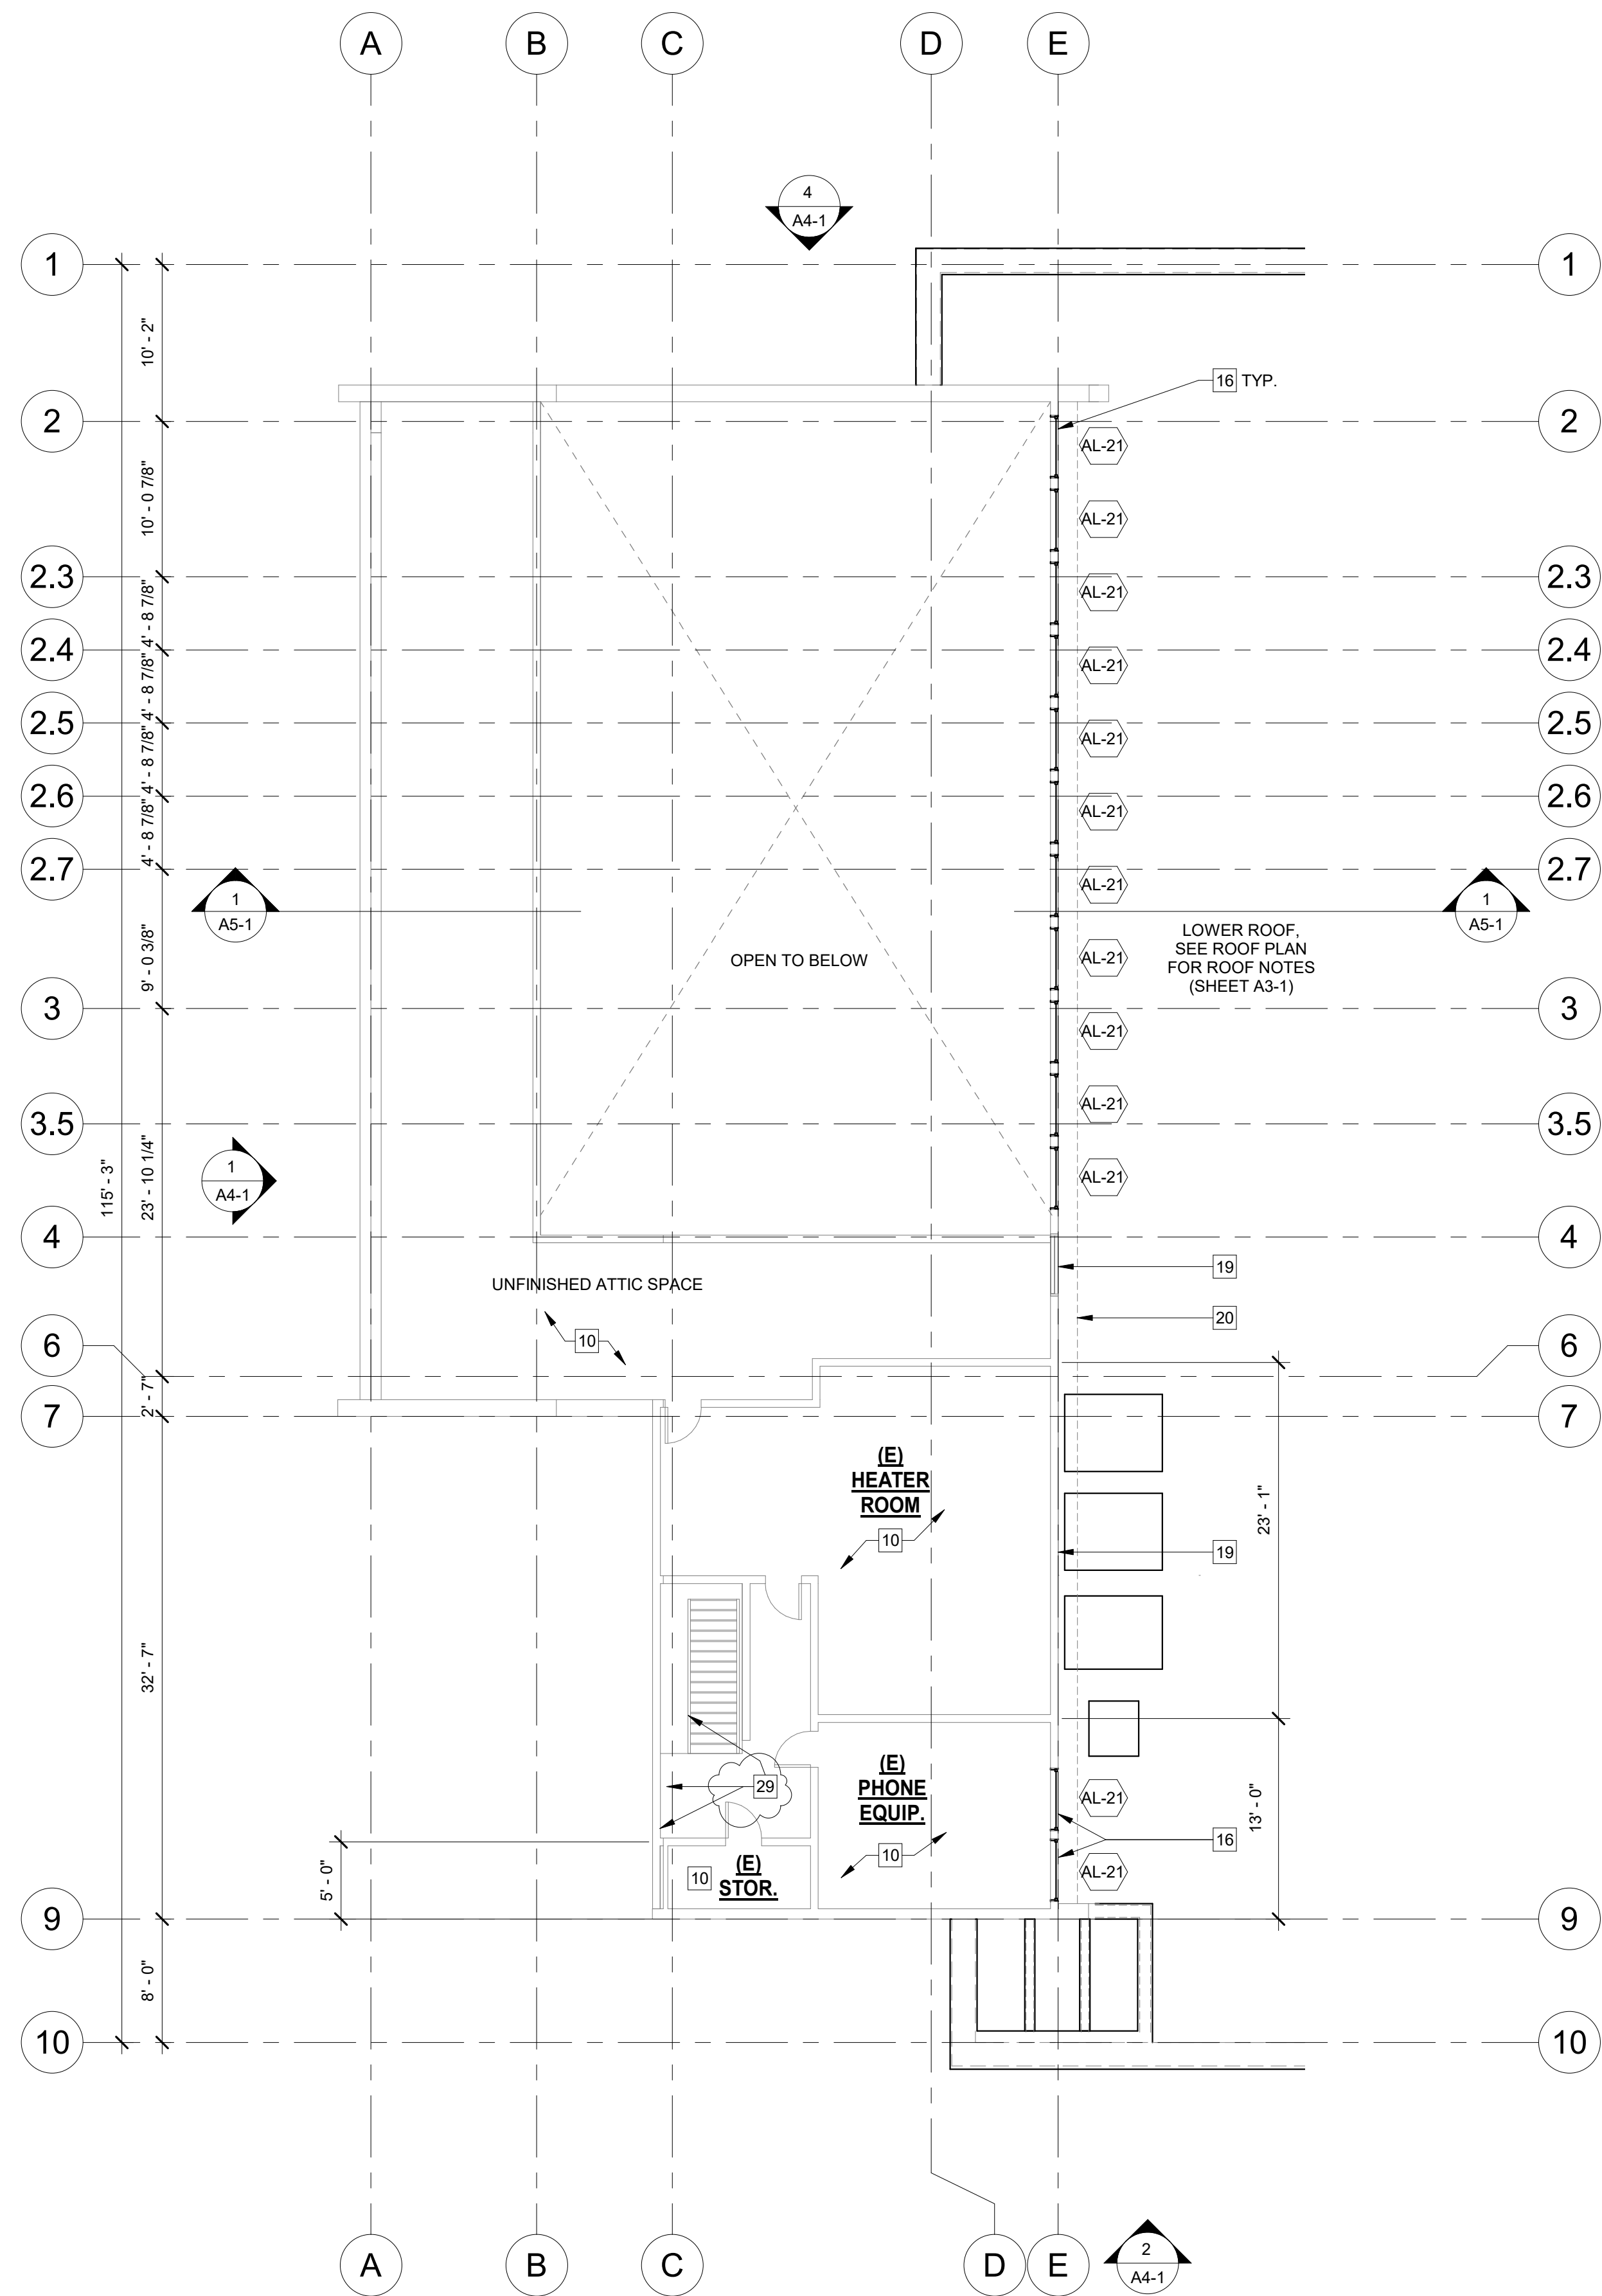 A
B
C
D
E
4
A4-1
1
1
10' - 2"
16 TYP.
2
2
AL-21
10' - 0 7/8"
AL-21
2.3
2.3
AL-21
4' - 8 7/8"
2.4
2.4
AL-21
4' - 8 7/8"
2.5
2.5
AL-21
4' - 8 7/8"
2.6
2.6
AL-21
4' - 8 7/8"
2.7
2.7
AL-21
1
A5-1
1
A5-1
9' - 0 3/8"
OPEN TO BELOW
AL-21
LOWER ROOF,
SEE ROOF PLAN
FOR ROOF NOTES
(SHEET A3-1)
3
3
AL-21
3.5
3.5
AL-21
115' - 3"
23' - 10 1/4"
1
A4-1
AL-21
4
4
19
UNFINISHED ATTIC SPACE
20
10
6
6
2' - 7"
7
7
(E)
HEATER
ROOM
10
23' - 1"
19
32' - 7"
(E)
PHONE
EQUIP.
29
AL-21
13' - 0"
16
10
5' - 0"
10
(E)
STOR.
AL-21
9
9
8' - 0"
10
10
A
B
C
D
E
2
A4-1